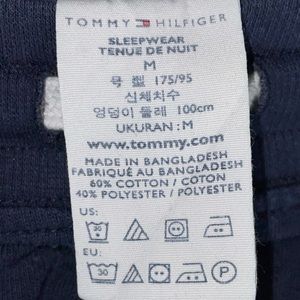 TOMMY HILFIGER
SLEEPWEAR
TENUE DE NUIT
M
号 型 175/95
신체치수
엉덩이 둘레 100cm
UKURAN : M
www.tommy.com
MADE IN BANGLADESH
FABRIQUÉ AU BANGLADESH
60% COTTON / COTON
40% POLYESTER / POLYESTER
US:
30
EU:
30 P